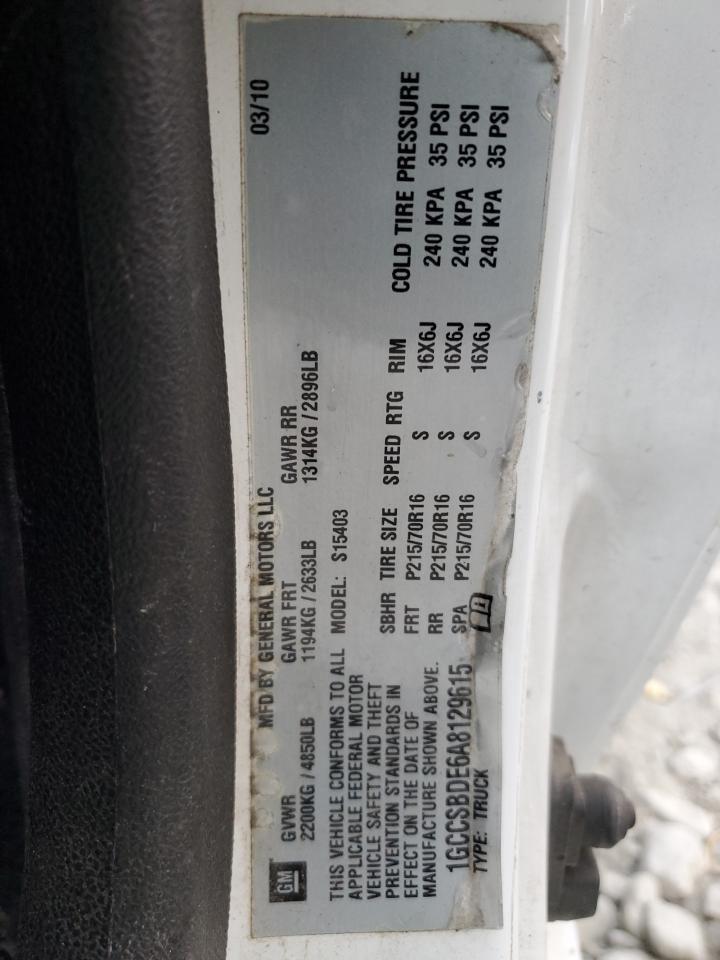 GM
MFD BY GENERAL MOTORS LLC 03/10
GVWR GAWR FRT GAWR RR
2200KG / 4850LB 1194KG / 2633LB 1314KG / 2896LB
THIS VEHICLE CONFORMS TO ALL
APPLICABLE FEDERAL MOTOR
VEHICLE SAFETY AND THEFT
PREVENTION STANDARDS IN
EFFECT ON THE DATE OF
MANUFACTURE SHOWN ABOVE.
1GCCSBDE6A8129615
TYPE: TRUCK
MODEL: S15403
SBHR TIRE SIZE SPEED RTG RIM COLD TIRE PRESSURE
FRT P215/70R16 S 16X6J 240 KPA 35 PSI
RR P215/70R16 S 16X6J 240 KPA 35 PSI
SPA P215/70R16 S 16X6J 240 KPA 35 PSI